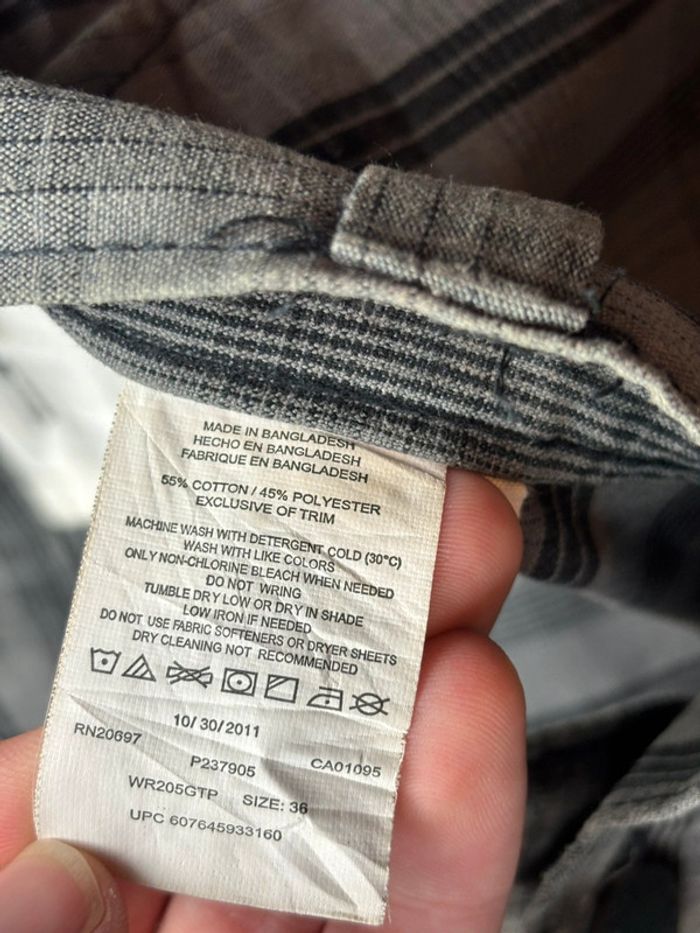 MADE IN BANGLADESH
HECHO EN BANGLADESH
FABRIQUE EN BANGLADESH
55% COTTON / 45% POLYESTER
EXCLUSIVE OF TRIM
MACHINE WASH WITH DETERGENT COLD (30°C)
WASH WITH LIKE COLORS
ONLY NON-CHLORINE BLEACH WHEN NEEDED
DO NOT WRING
TUMBLE DRY LOW OR DRY IN SHADE
LOW IRON IF NEEDED
DO NOT USE FABRIC SOFTENERS OR DRYER SHEETS
DRY CLEANING NOT RECOMMENDED
10/30/2011
RN20697 P237905 CA01095
WR205GTP SIZE: 36
UPC 607645933160